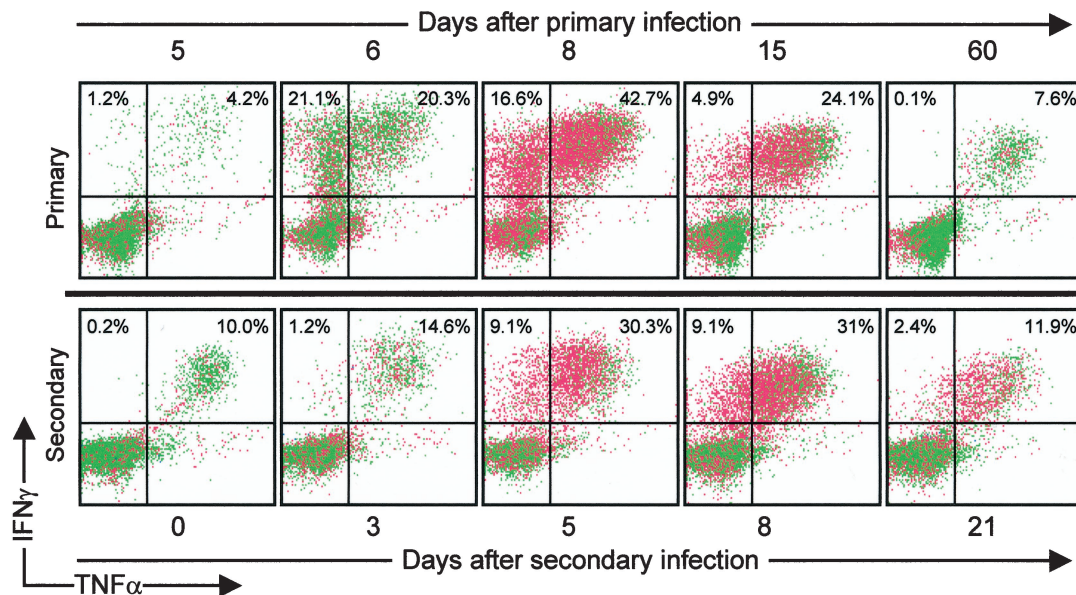 Days after primary infection
5 6 8 15 60
Primary
1.2% 4.2% 21.1% 20.3% 16.6% 42.7% 4.9% 24.1% 0.1% 7.6%
Secondary
0.2% 10.0% 1.2% 14.6% 9.1% 30.3% 9.1% 31% 2.4% 11.9%
0 3 5 8 21
Days after secondary infection
IFNγ
TNFα